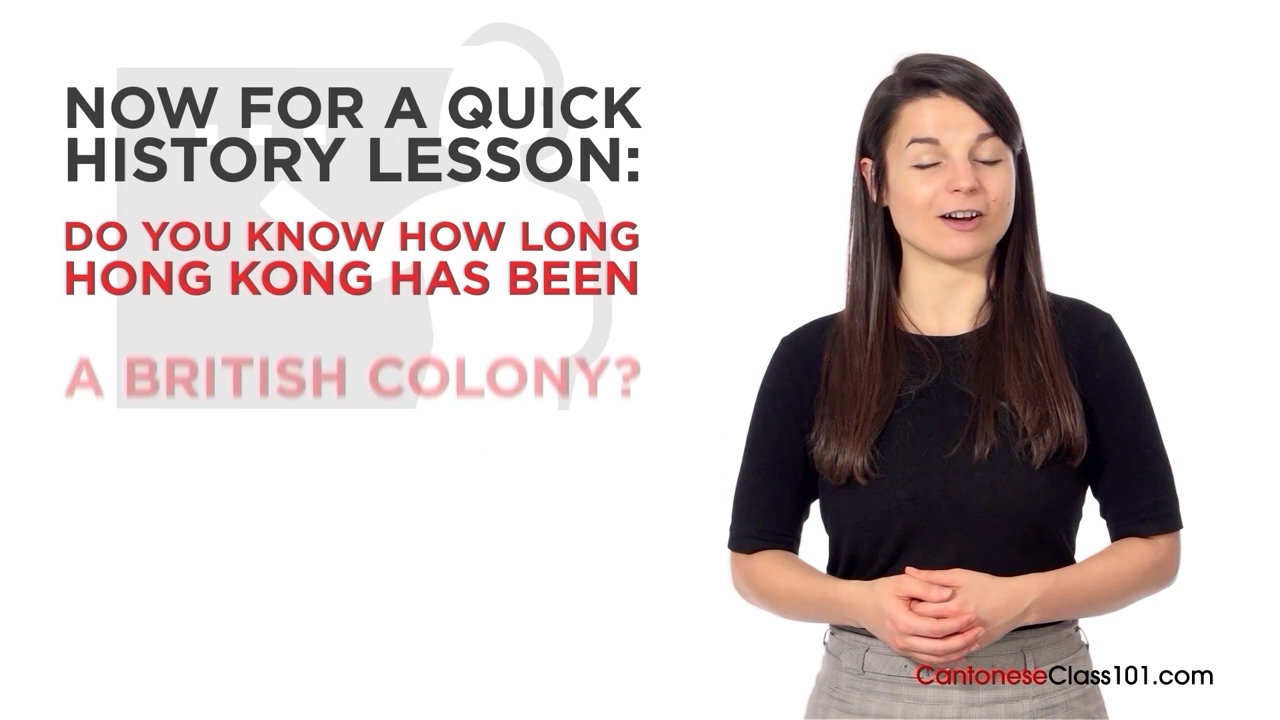 NOW FOR A QUICK
HISTORY LESSON:
DO YOU KNOW HOW LONG
HONG KONG HAS BEEN
A BRITISH COLONY?
CantoneseClass101.com